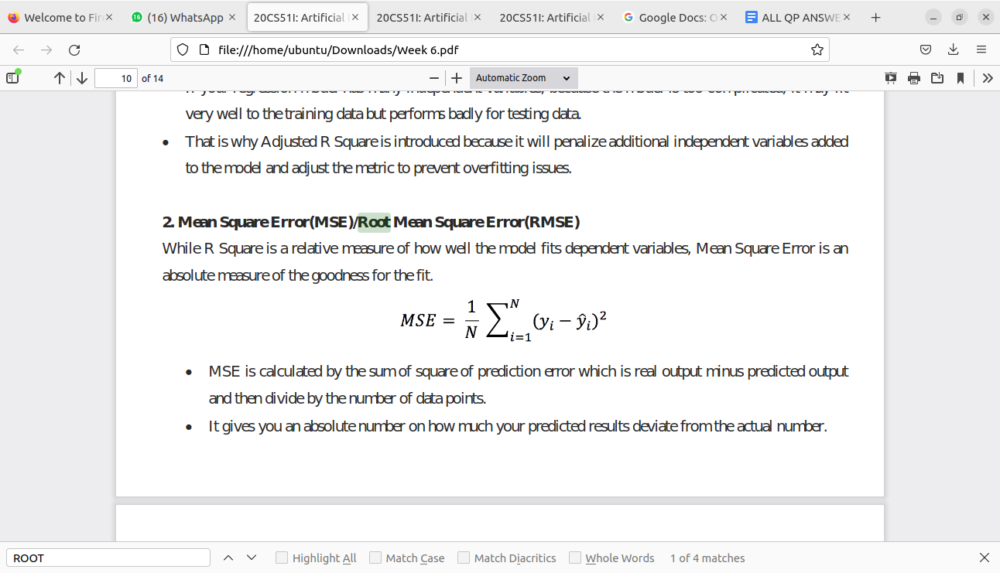 Welcome to Fire
(16) WhatsApp
20CS51I: Artificial I
20CS51I: Artificial
20CS51I: Artificial
Google Docs: O
ALL QP ANSWE
file:///home/ubuntu/Downloads/Week 6.pdf
10 of 14
Automatic Zoom
very well to the training data but performs badly for testing data.
• That is why Adjusted R Square is introduced because it will penalize additional independent variables added
to the model and adjust the metric to prevent overfitting issues.
2. Mean Square Error(MSE)/Root Mean Square Error(RMSE)
While R Square is a relative measure of how well the model fits dependent variables, Mean Square Error is an
absolute measure of the goodness for the fit.
MSE = 1/N ∑_{i=1}^{N} (y_i − ŷ_i)²
• MSE is calculated by the sum of square of prediction error which is real output minus predicted output
and then divide by the number of data points.
• It gives you an absolute number on how much your predicted results deviate from the actual number.
ROOT
Highlight All
Match Case
Match Diacritics
Whole Words
1 of 4 matches